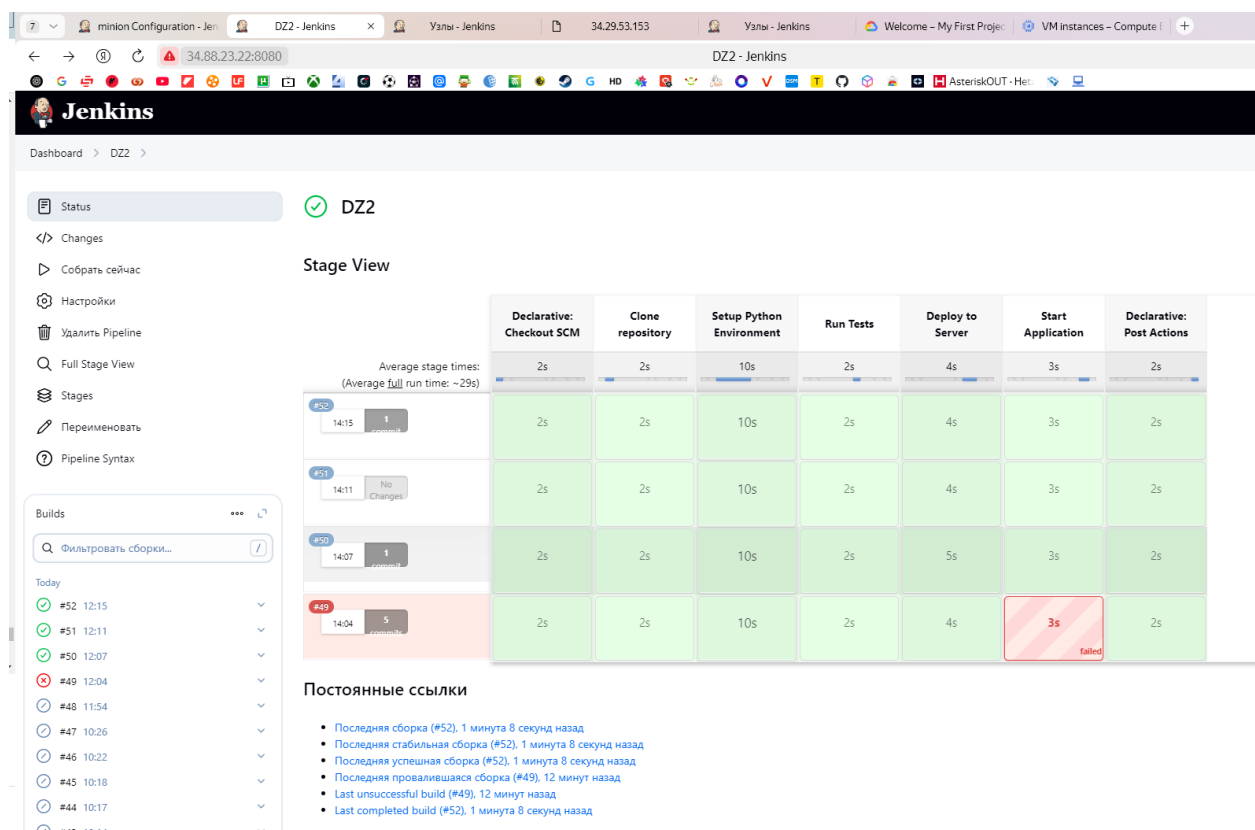 7 minion Configuration - Jen DZ2 - Jenkins × Узлы - Jenkins 34.29.53.153 Узлы - Jenkins Welcome – My First Projec VM instances – Compute E +
34.88.23.22:8080 DZ2 - Jenkins
AsteriskOUT - Het:
Jenkins
Dashboard > DZ2 >
Status
DZ2
Changes
Собрать сейчас
Stage View
Настройки
Удалить Pipeline
Full Stage View
Stages
Переименовать
Pipeline Syntax
Declarative: Checkout SCM
Clone repository
Setup Python Environment
Run Tests
Deploy to Server
Start Application
Declarative: Post Actions
Average stage times: 2s 2s 10s 2s 4s 3s 2s
(Average full run time: ~29s)
#52
14:15 1 commit 2s 2s 10s 2s 4s 3s 2s
#51
14:11 No Changes 2s 2s 10s 2s 4s 3s 2s
#50
14:07 1 commit 2s 2s 10s 2s 5s 3s 2s
#49
14:04 5 commits 2s 2s 10s 2s 4s 3s 2s
failed
Builds
Фильтровать сборки... /
Today
#52 12:15
#51 12:11
#50 12:07
#49 12:04
#48 11:54
#47 10:26
#46 10:22
#45 10:18
#44 10:17
Постоянные ссылки
Последняя сборка (#52), 1 минута 8 секунд назад
Последняя стабильная сборка (#52), 1 минута 8 секунд назад
Последняя успешная сборка (#52), 1 минута 8 секунд назад
Последняя провалившаяся сборка (#49), 12 минут назад
Last unsuccessful build (#49), 12 минут назад
Last completed build (#52), 1 минута 8 секунд назад